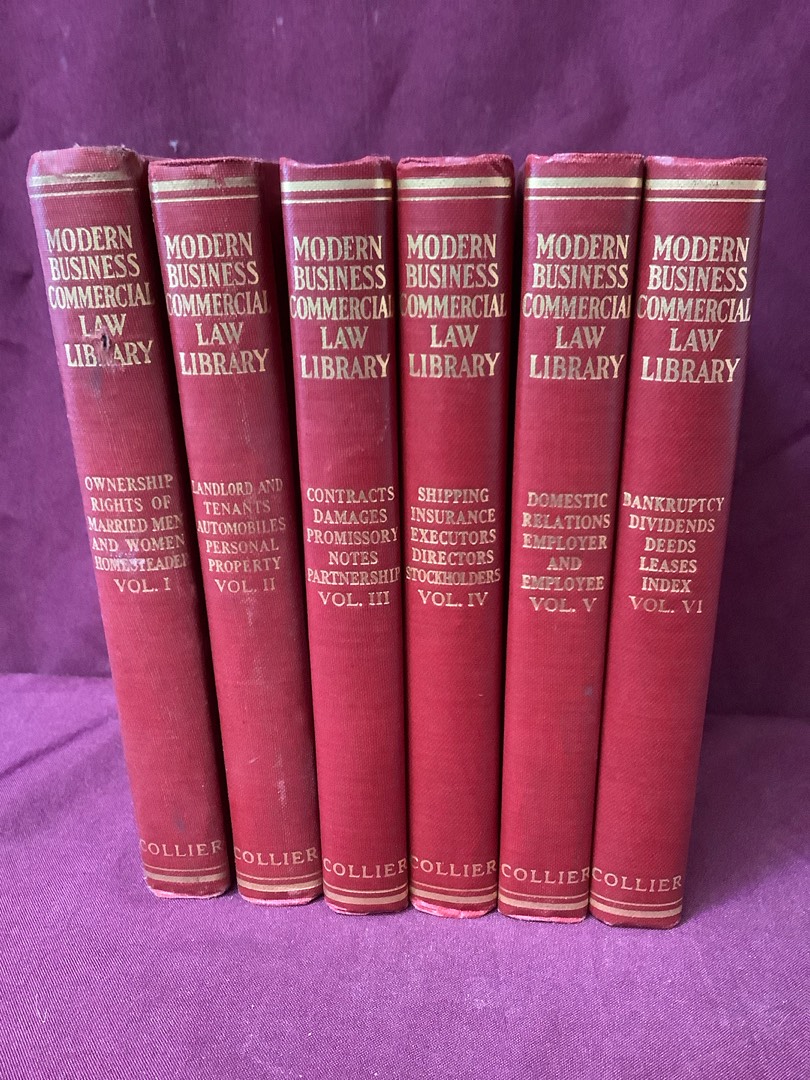 MODERN
BUSINESS
COMMERCIAL
LAW
LIBRARY
OWNERSHIP
RIGHTS OF
MARRIED MEN
AND WOMEN
HOMESTEADER
VOL. I
COLLIER
MODERN
BUSINESS
COMMERCIAL
LAW
LIBRARY
LANDLORD AND
TENANTS
AUTOMOBILES
PERSONAL
PROPERTY
VOL. II
COLLIER
MODERN
BUSINESS
COMMERCIAL
LAW
LIBRARY
CONTRACTS
DAMAGES
PROMISSORY
NOTES
PARTNERSHIP
VOL. III
COLLIER
MODERN
BUSINESS
COMMERCIAL
LAW
LIBRARY
SHIPPING
INSURANCE
EXECUTORS
DIRECTORS
STOCKHOLDERS
VOL. IV
COLLIER
MODERN
BUSINESS
COMMERCIAL
LAW
LIBRARY
DOMESTIC
RELATIONS
EMPLOYER
AND
EMPLOYEE
VOL. V
COLLIER
MODERN
BUSINESS
COMMERCIAL
LAW
LIBRARY
BANKRUPTCY
DIVIDENDS
DEEDS
LEASES
INDEX
VOL. VI
COLLIER